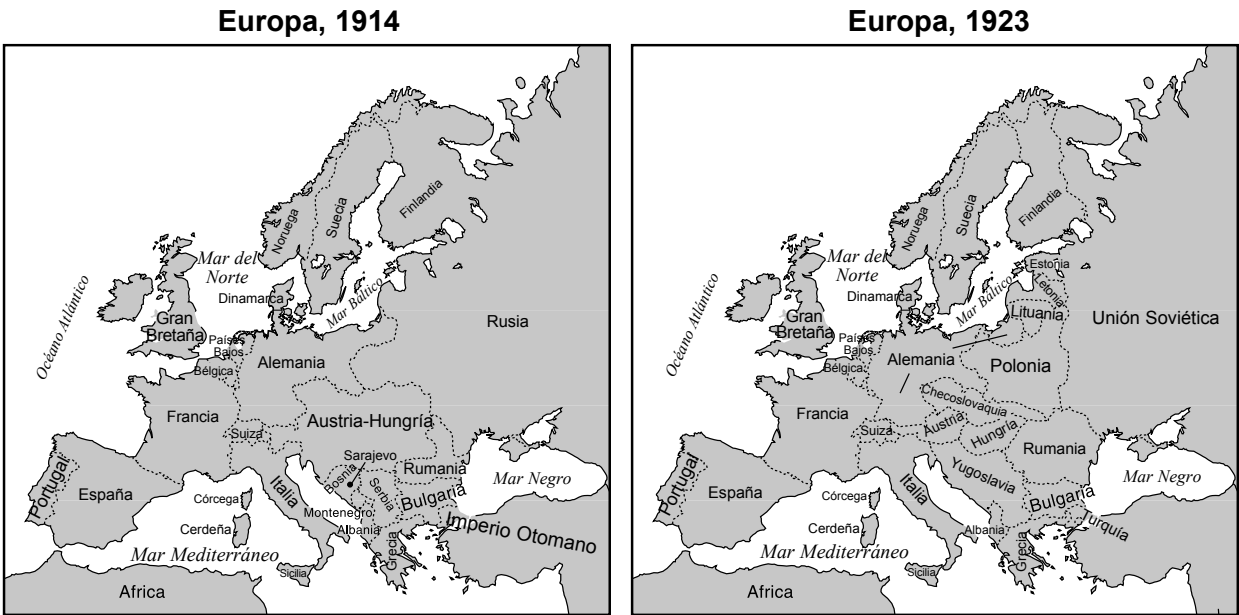 Europa, 1914
Noruega
Suecia
Finlandia
Mar del
Norte
Océano Atlántico
Dinamarca
Mar Báltico
Gran
Bretaña
Rusia
Países
Bajos
Alemania
Bélgica
Francia
Austria-Hungría
Suiza
Sarajevo
Bosnia
Rumania
Serbia
Portugal
España
Italia
Córcega
Montenegro
Bulgaria
Mar Negro
Cerdeña
Albania
Imperio Otomano
Mar Mediterráneo
Grecia
Sicilia
Africa
Europa, 1923
Noruega
Suecia
Finlandia
Mar del
Norte
Océano Atlántico
Estonia
Dinamarca
Mar Báltico
Letonia
Gran
Bretaña
Lituania
Unión Soviética
Países
Bajos
Alemania
Polonia
Bélgica
Checoslovaquia
Francia
Austria
Suiza
Hungría
Rumania
Yugoslavia
Portugal
España
Italia
Córcega
Bulgaria
Mar Negro
Cerdeña
Albania
Turquía
Mar Mediterráneo
Grecia
Sicilia
Africa